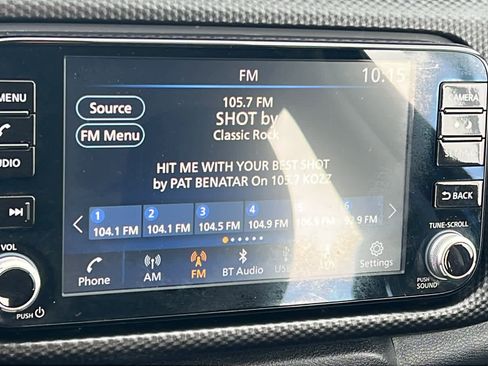 FM
10:15
MENU
Source
105.7 FM
SHOT by
Classic Rock
FM Menu
AUDIO
CAMERA
HIT ME WITH YOUR BEST SHOT
by PAT BENATAR On 105.7 KOZZ
BACK
1 2 3 4 5 6
104.1 FM 104.1 FM 104.5 FM 104.9 FM 106.9 FM 92.9 FM
VOL
TUNE-SCROLL
Phone
AM
FM
BT Audio
Settings
PUSH
PUSH SOUND